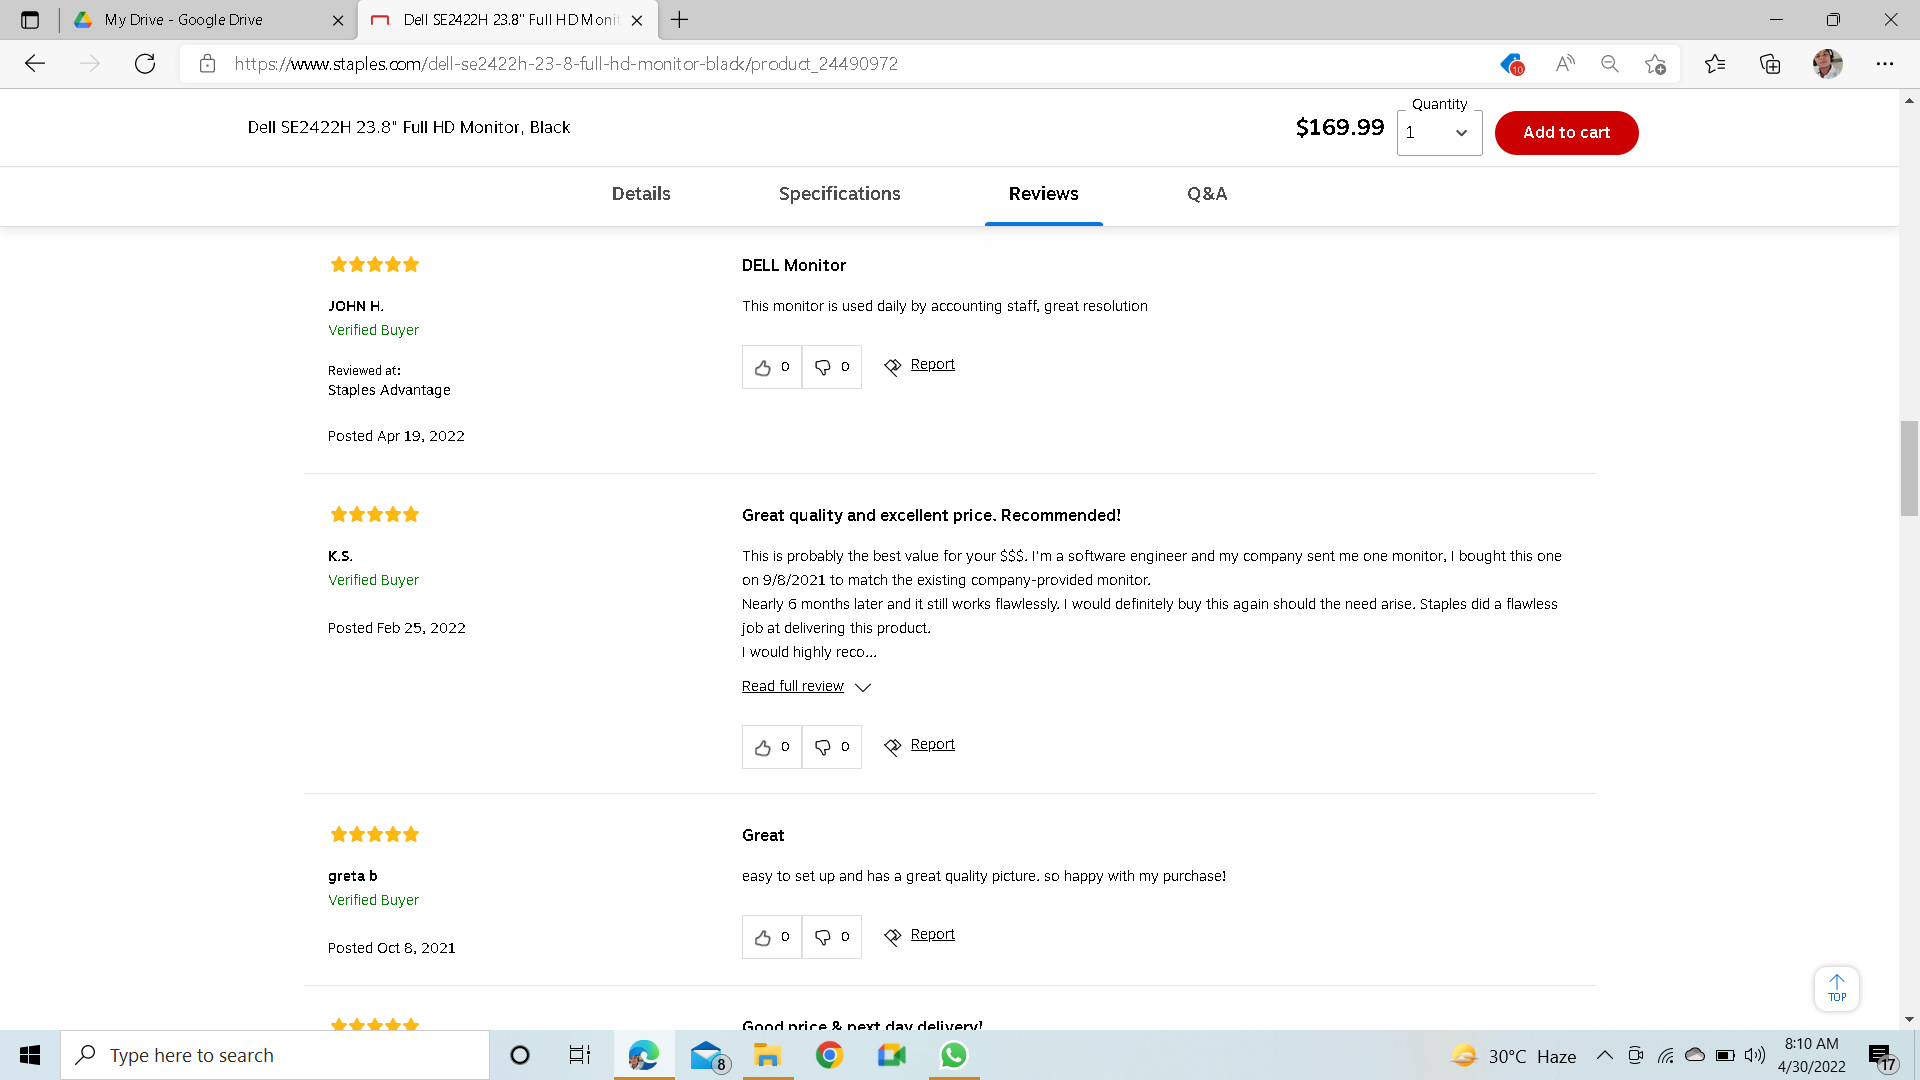 My Drive - Google Drive
Dell SE2422H 23.8" Full HD Monit
https://www.staples.com/dell-se2422h-23-8-full-hd-monitor-black/product_24490972
10
Dell SE2422H 23.8" Full HD Monitor, Black
$169.99
Quantity
1
Add to cart
Details
Specifications
Reviews
Q&A
JOHN H.
Verified Buyer
Reviewed at:
Staples Advantage
Posted Apr 19, 2022
DELL Monitor
This monitor is used daily by accounting staff, great resolution
0
0
Report
K.S.
Verified Buyer
Posted Feb 25, 2022
Great quality and excellent price. Recommended!
This is probably the best value for your $$$. I'm a software engineer and my company sent me one monitor, I bought this one
on 9/8/2021 to match the existing company-provided monitor.
Nearly 6 months later and it still works flawlessly. I would definitely buy this again should the need arise. Staples did a flawless
job at delivering this product.
I would highly reco...
Read full review
0
0
Report
greta b
Verified Buyer
Posted Oct 8, 2021
Great
easy to set up and has a great quality picture. so happy with my purchase!
0
0
Report
Good price & next day delivery!
TOP
Type here to search
8
30°C Haze
8:10 AM
4/30/2022
17